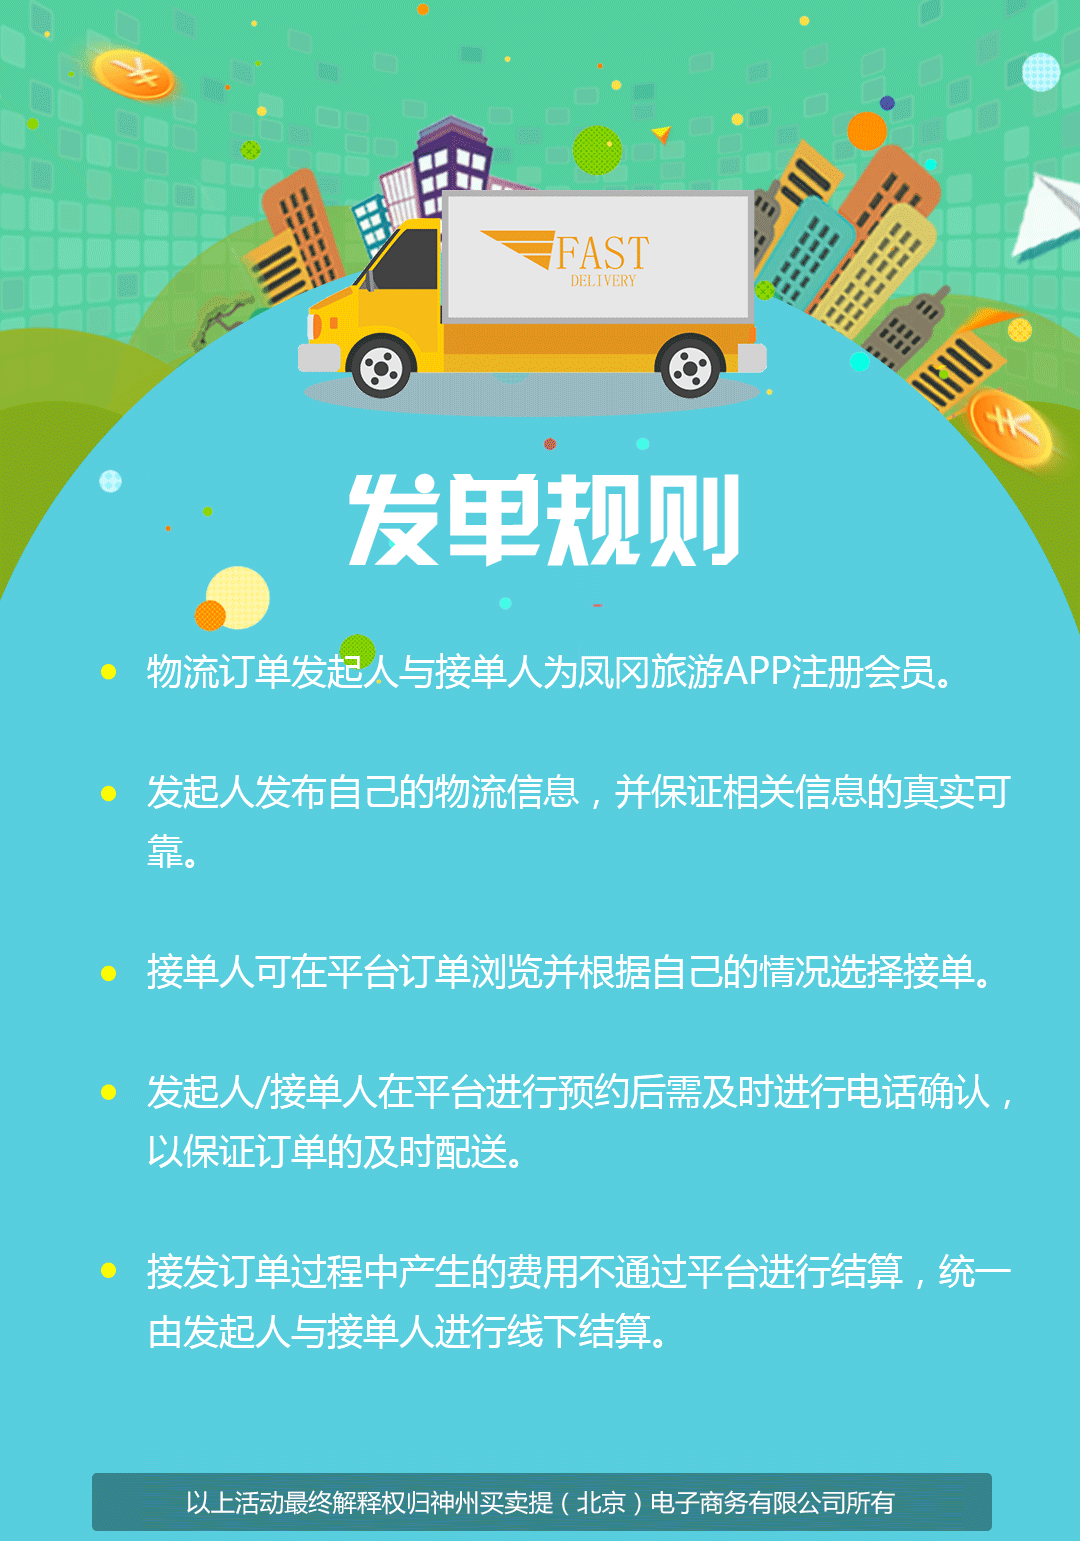 FAST
DELIVERY
发单规则
物流订单发起人与接单人为凤冈旅游APP注册会员。
发起人发布自己的物流信息，并保证相关信息的真实可
靠。
接单人可在平台订单浏览并根据自己的情况选择接单。
发起人/接单人在平台进行预约后需及时进行电话确认，
以保证订单的及时配送。
接发订单过程中产生的费用不通过平台进行结算，统一
由发起人与接单人进行线下结算。
以上活动最终解释权归神州买卖提（北京）电子商务有限公司所有